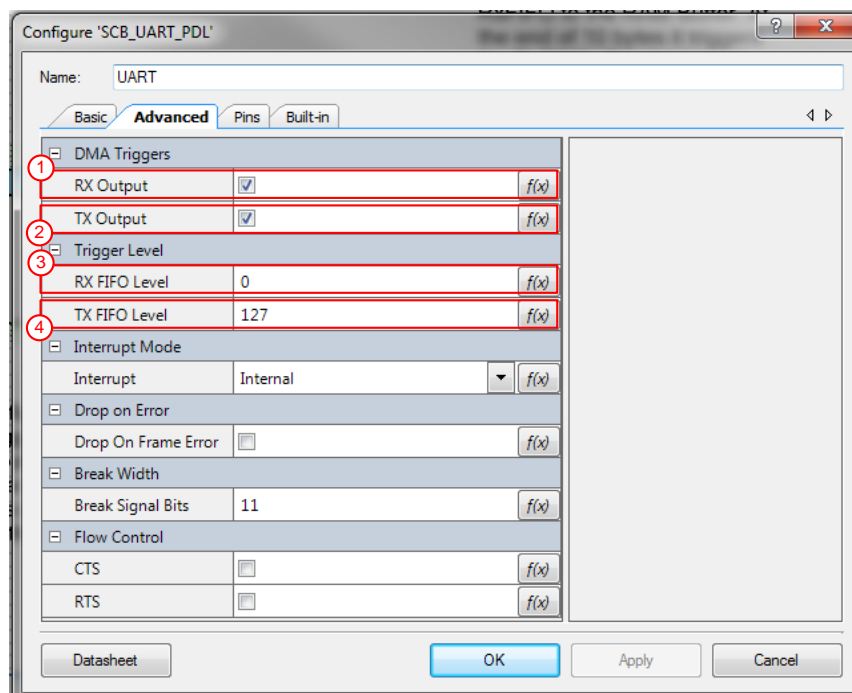 Configure 'SCB_UART_PDL'
?
X
Name: UART
Basic Advanced Pins Built-in
DMA Triggers
1
RX Output f(x)
TX Output f(x)
2
Trigger Level
3
RX FIFO Level 0 f(x)
TX FIFO Level 127 f(x)
4
Interrupt Mode
Interrupt Internal f(x)
Drop on Error
Drop On Frame Error f(x)
Break Width
Break Signal Bits 11 f(x)
Flow Control
CTS f(x)
RTS f(x)
Datasheet OK Apply Cancel